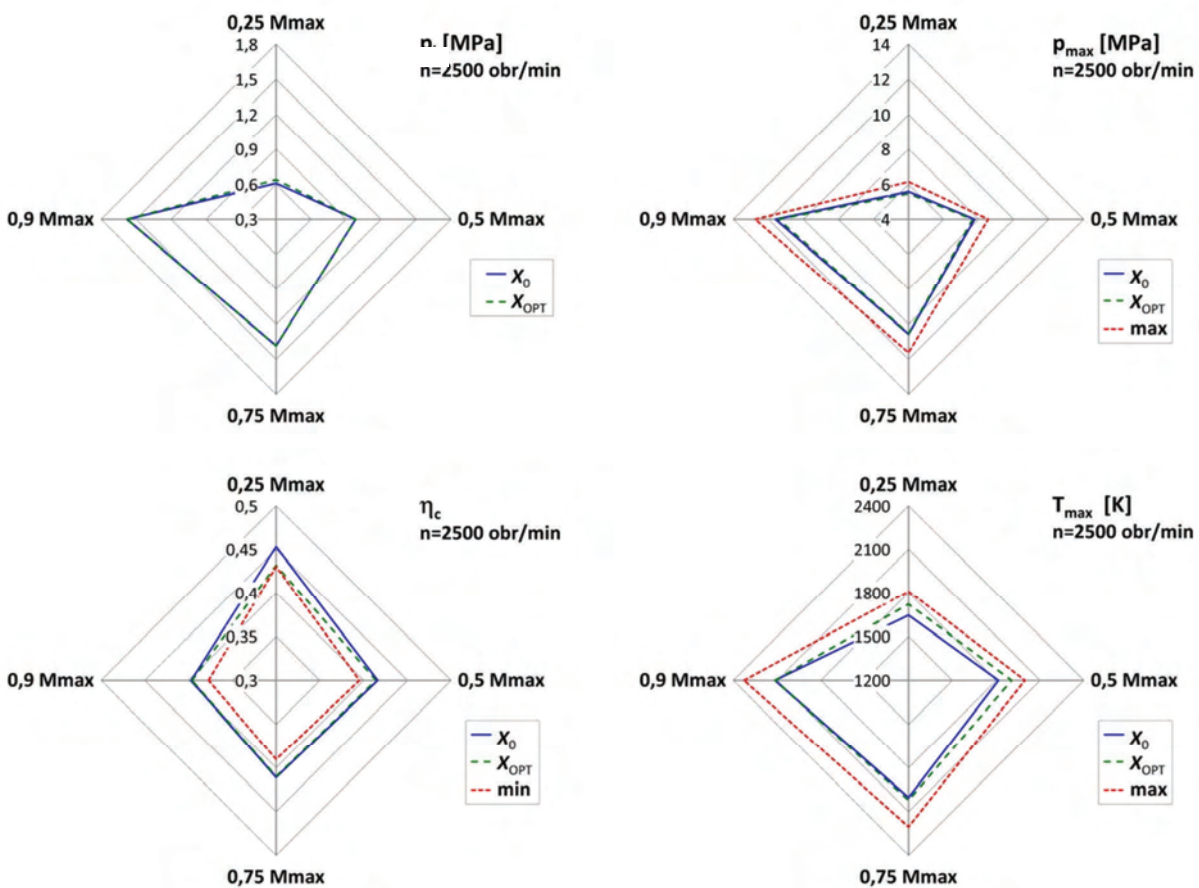 0,25 Mmax
[MPa]
n=2500 obr/min
1,8
1,5
1,2
0,9
0,6
0,3
0,9 Mmax
0,5 Mmax
X0
XOPT
0,75 Mmax
0,25 Mmax
pmax [MPa]
n=2500 obr/min
14
12
10
8
6
4
0,9 Mmax
0,5 Mmax
X0
XOPT
max
0,75 Mmax
0,25 Mmax
ηc
n=2500 obr/min
0,5
0,45
0,4
0,35
0,3
0,9 Mmax
0,5 Mmax
X0
XOPT
min
0,75 Mmax
0,25 Mmax
Tmax [K]
n=2500 obr/min
2400
2100
1800
1500
1200
0,9 Mmax
0,5 Mmax
X0
XOPT
max
0,75 Mmax